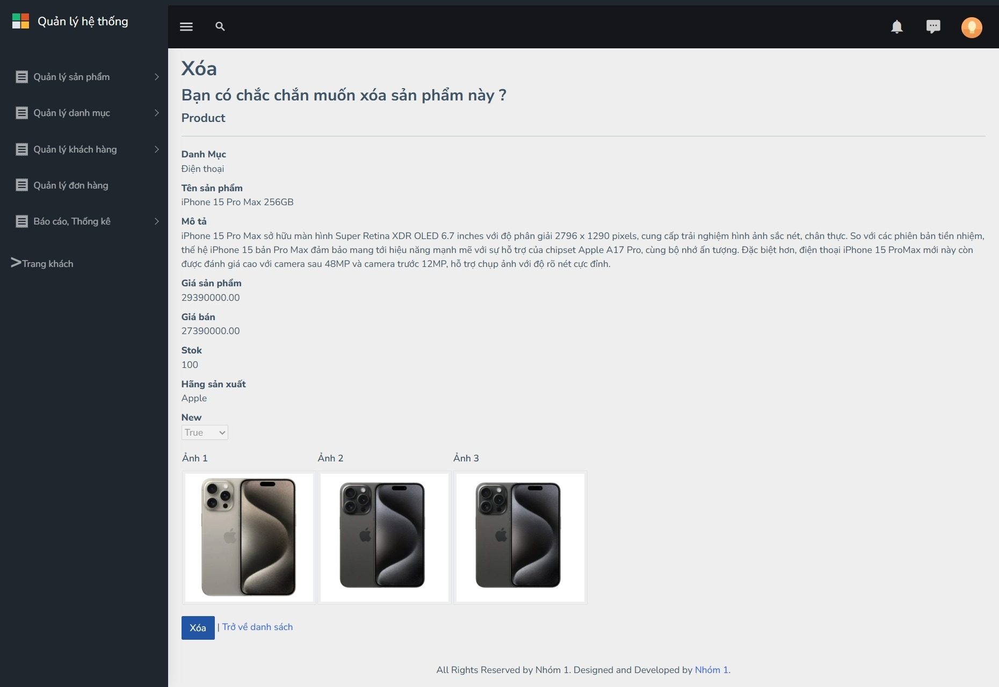 Quản lý hệ thống
Quản lý sản phẩm
Quản lý danh mục
Quản lý khách hàng
Quản lý đơn hàng
Báo cáo, Thống kê
>Trang khách
Xóa
Bạn có chắc chắn muốn xóa sản phẩm này ?
Product
Danh Mục
Điện thoại
Tên sản phẩm
iPhone 15 Pro Max 256GB
Mô tả
iPhone 15 Pro Max sở hữu màn hình Super Retina XDR OLED 6.7 inches với độ phân giải 2796 x 1290 pixels, cung cấp trải nghiệm hình ảnh sắc nét, chân thực. So với các phiên bản tiền nhiệm,
thế hệ iPhone 15 bản Pro Max đảm bảo mang tới hiệu năng mạnh mẽ với sự hỗ trợ của chipset Apple A17 Pro, cùng bộ nhớ ấn tượng. Đặc biệt hơn, điện thoại iPhone 15 ProMax mới này còn
được đánh giá cao với camera sau 48MP và camera trước 12MP, hỗ trợ chụp ảnh với độ rõ nét cực đỉnh.
Giá sản phẩm
29390000.00
Giá bán
27390000.00
Stok
100
Hãng sản xuất
Apple
New
True
Ảnh 1 Ảnh 2 Ảnh 3
Xóa | Trở về danh sách
All Rights Reserved by Nhóm 1. Designed and Developed by Nhóm 1.